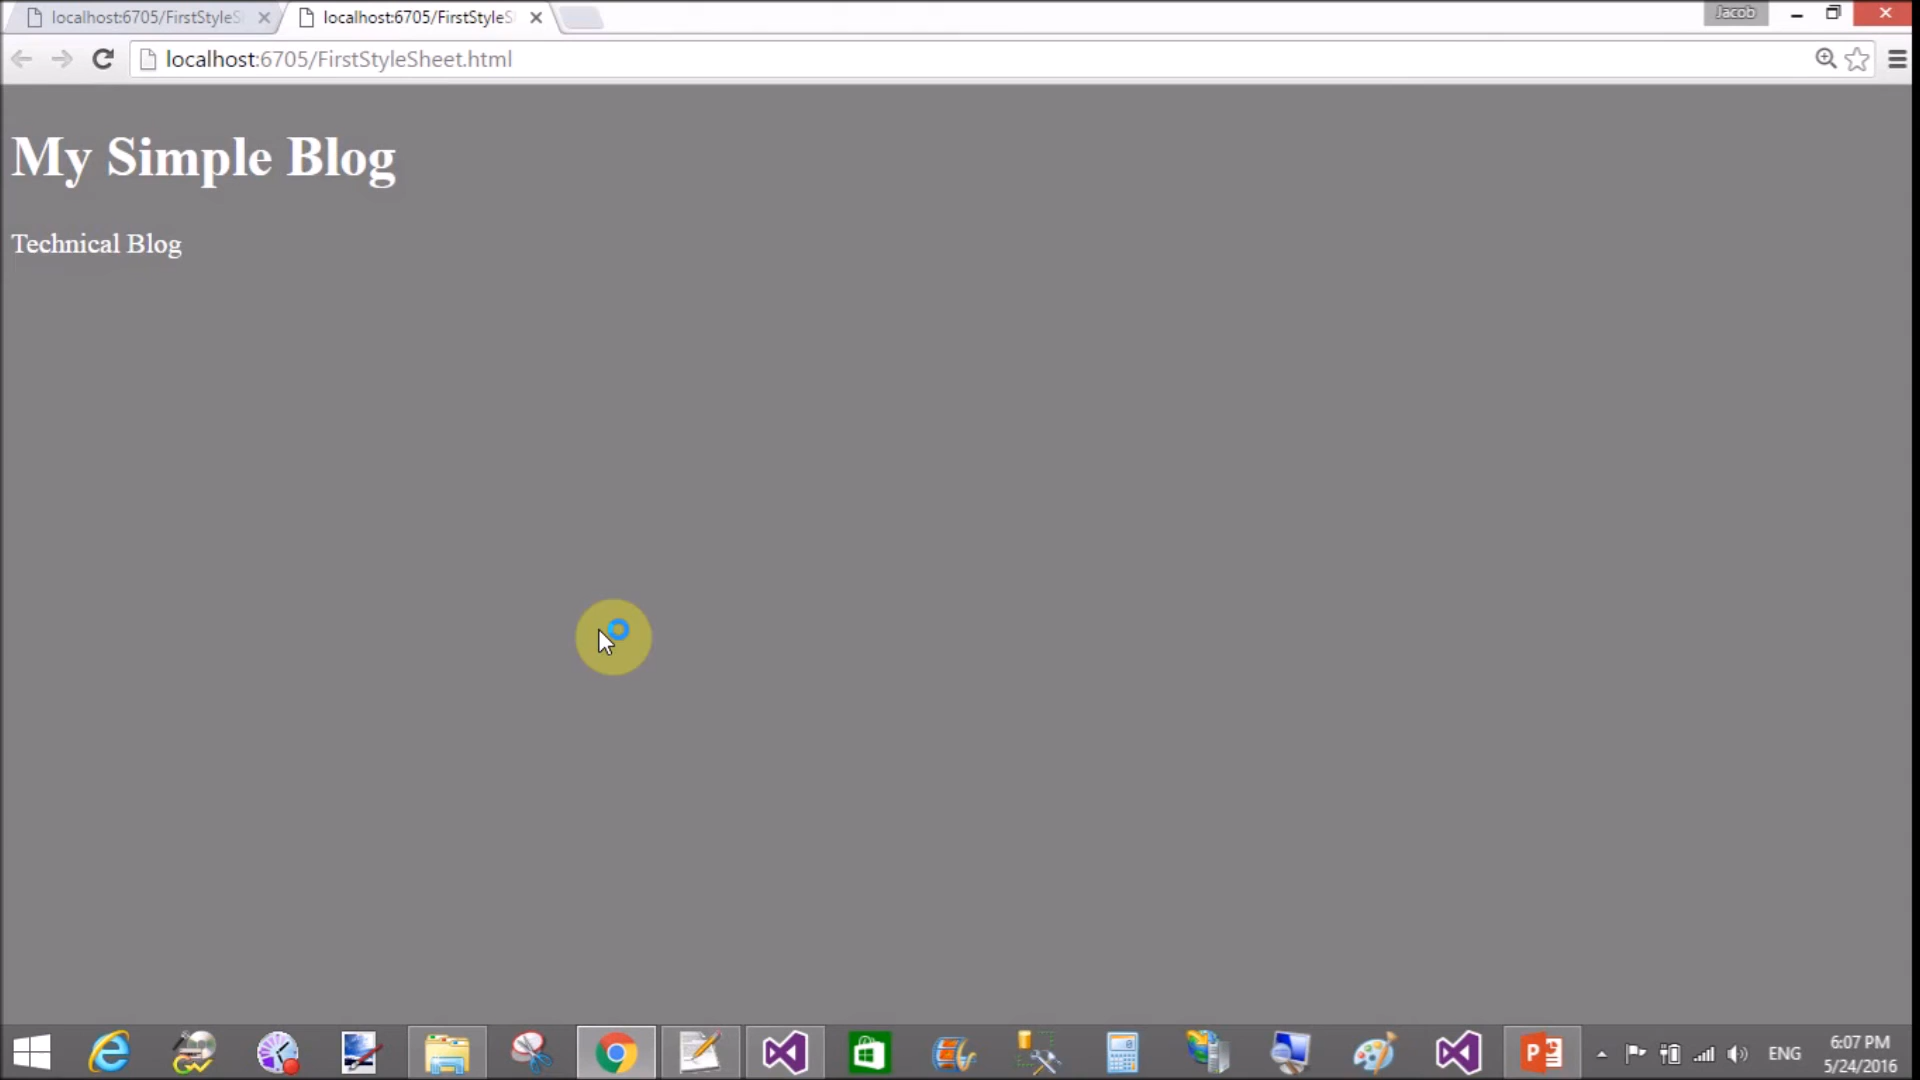 localhost:6705/FirstStyleS
localhost:6705/FirstStyleS
Jacob
localhost:6705/FirstStyleSheet.html
My Simple Blog
Technical Blog
ENG
6:07 PM
5/24/2016